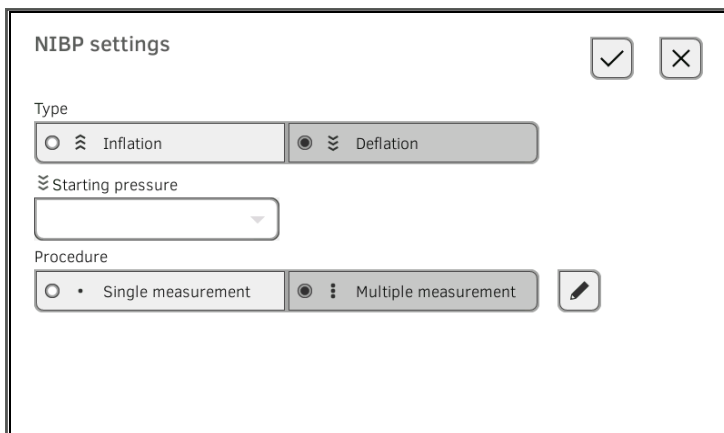 NIBP settings
Type
Inflation
Deflation
Starting pressure
Procedure
Single measurement
Multiple measurement